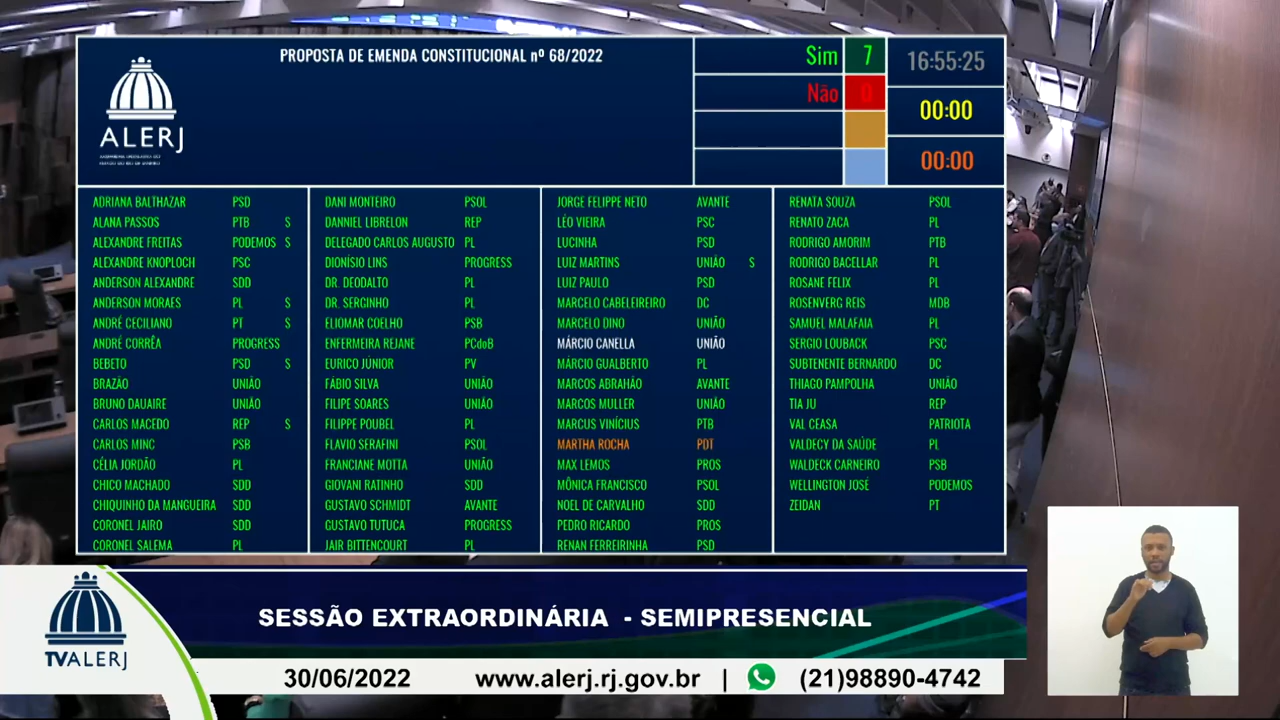 PROPOSTA DE EMENDA CONSTITUCIONAL nº 68/2022
ALERJ
Sim 7
Não 0
16:55:25
00:00
00:00
ADRIANA BALTHAZAR PSD
ALANA PASSOS PTB S
ALEXANDRE FREITAS PODEMOS S
ALEXANDRE KNOPLOCH PSC
ANDERSON ALEXANDRE SDD
ANDERSON MORAES PL S
ANDRÉ CECILIANO PT S
ANDRÉ CORRÊA PROGRESS
BEBETO PSD S
BRAZÃO UNIÃO
BRUNO DAUAIRE UNIÃO
CARLOS MACEDO REP S
CARLOS MINC PSB
CÉLIA JORDÃO PL
CHICO MACHADO SDD
CHIQUINHO DA MANGUEIRA SDD
CORONEL JAIRO SDD
CORONEL SALEMA PL
DANI MONTEIRO PSOL
DANNIEL LIBRELON REP
DELEGADO CARLOS AUGUSTO PL
DIONÍSIO LINS PROGRESS
DR. DEODALTO PL
DR. SERGINHO PL
ELIOMAR COELHO PSB
ENFERMEIRA REJANE PCdoB
EURICO JÚNIOR PV
FÁBIO SILVA UNIÃO
FILIPE SOARES UNIÃO
FILIPPE POUBEL PL
FLAVIO SERAFINI PSOL
FRANCIANE MOTTA UNIÃO
GIOVANI RATINHO SDD
GUSTAVO SCHMIDT AVANTE
GUSTAVO TUTUCA PROGRESS
JAIR BITTENCOURT PL
JORGE FELIPPE NETO AVANTE
LÉO VIEIRA PSC
LUCINHA PSD
LUIZ MARTINS UNIÃO S
LUIZ PAULO PSD
MARCELO CABELEIREIRO DC
MARCELO DINO UNIÃO
MÁRCIO CANELLA UNIÃO
MÁRCIO GUALBERTO PL
MARCOS ABRAHÃO AVANTE
MARCOS MULLER UNIÃO
MARCUS VINÍCIUS PTB
MARTHA ROCHA PDT
MAX LEMOS PROS
MÔNICA FRANCISCO PSOL
NOEL DE CARVALHO SDD
PEDRO RICARDO PROS
RENAN FERREIRINHA PSD
RENATA SOUZA PSOL
RENATO ZACA PL
RODRIGO AMORIM PTB
RODRIGO BACELLAR PL
ROSANE FELIX PL
ROSENVERG REIS MDB
SAMUEL MALAFAIA PL
SERGIO LOUBACK PSC
SUBTENENTE BERNARDO DC
THIAGO PAMPOLHA UNIÃO
TIA JU REP
VAL CEASA PATRIOTA
VALDECY DA SAÚDE PL
WALDECK CARNEIRO PSB
WELLINGTON JOSÉ PODEMOS
ZEIDAN PT
SESSÃO EXTRAORDINÁRIA - SEMIPRESENCIAL
TVALERJ
30/06/2022 www.alerj.rj.gov.br | (21)98890-4742